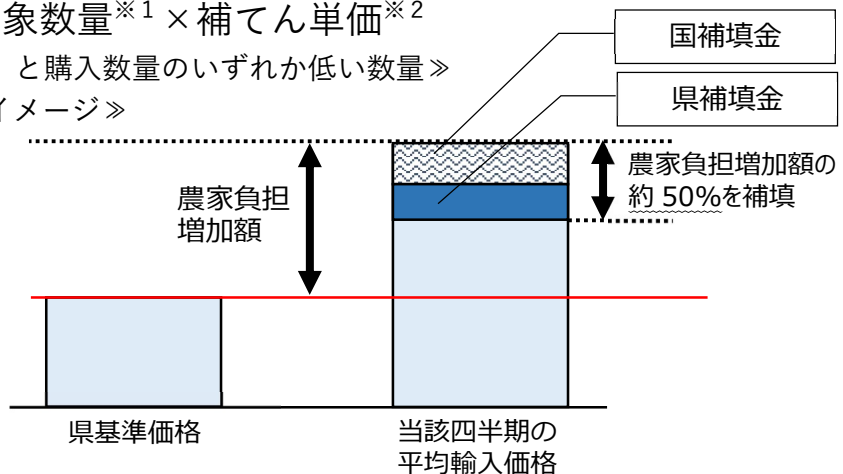 象数量※1×補てん単価※2
と購入数量のいずれか低い数量≫
イメージ≫
国補填金
県補填金
農家負担
増加額
農家負担増加額の
約 50%を補填
県基準価格
当該四半期の
平均輸入価格